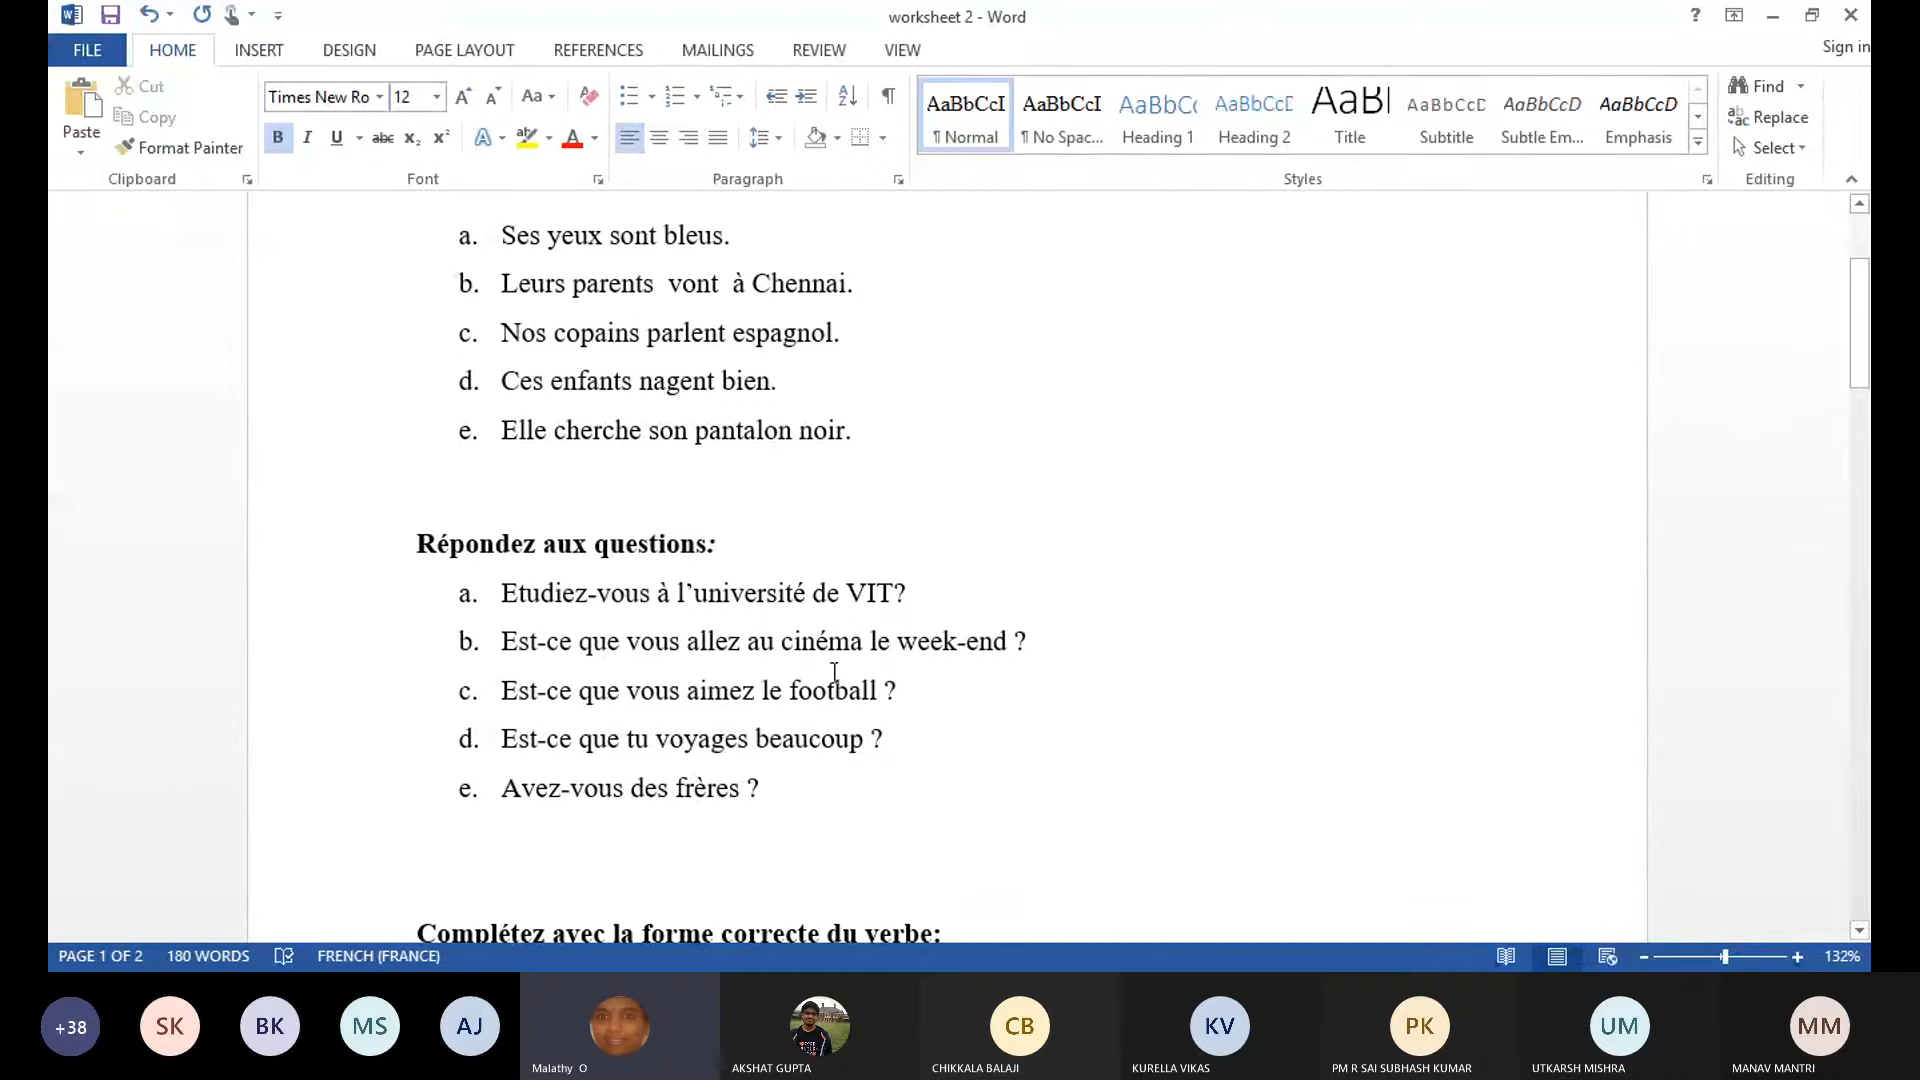 worksheet 2 - Word
?
FILE HOME INSERT DESIGN PAGE LAYOUT REFERENCES MAILINGS REVIEW VIEW Sign in
Cut
Copy
Format Painter
Paste
Clipboard
Times New Ro 12
Font
Paragraph
AaBbCcI AaBbCcI AaBbC AaBbCcD AaBl AaBbCcD AaBbCcD AaBbCcD
¶ Normal ¶ No Spac... Heading 1 Heading 2 Title Subtitle Subtle Em... Emphasis
Styles
Find
Replace
Select
Editing
a. Ses yeux sont bleus.
b. Leurs parents vont à Chennai.
c. Nos copains parlent espagnol.
d. Ces enfants nagent bien.
e. Elle cherche son pantalon noir.
Répondez aux questions:
a. Etudiez-vous à l’université de VIT?
b. Est-ce que vous allez au cinéma le week-end ?
c. Est-ce que vous aimez le football ?
d. Est-ce que tu voyages beaucoup ?
e. Avez-vous des frères ?
Complétez avec la forme correcte du verbe:
PAGE 1 OF 2 180 WORDS FRENCH (FRANCE) 132%
+38 SK BK MS AJ CB KV PK UM MM
Malathy O AKSHAT GUPTA CHIKKALA BALAJI KURELLA VIKAS PM R SAI SUBHASH KUMAR UTKARSH MISHRA MANAV MANTRI